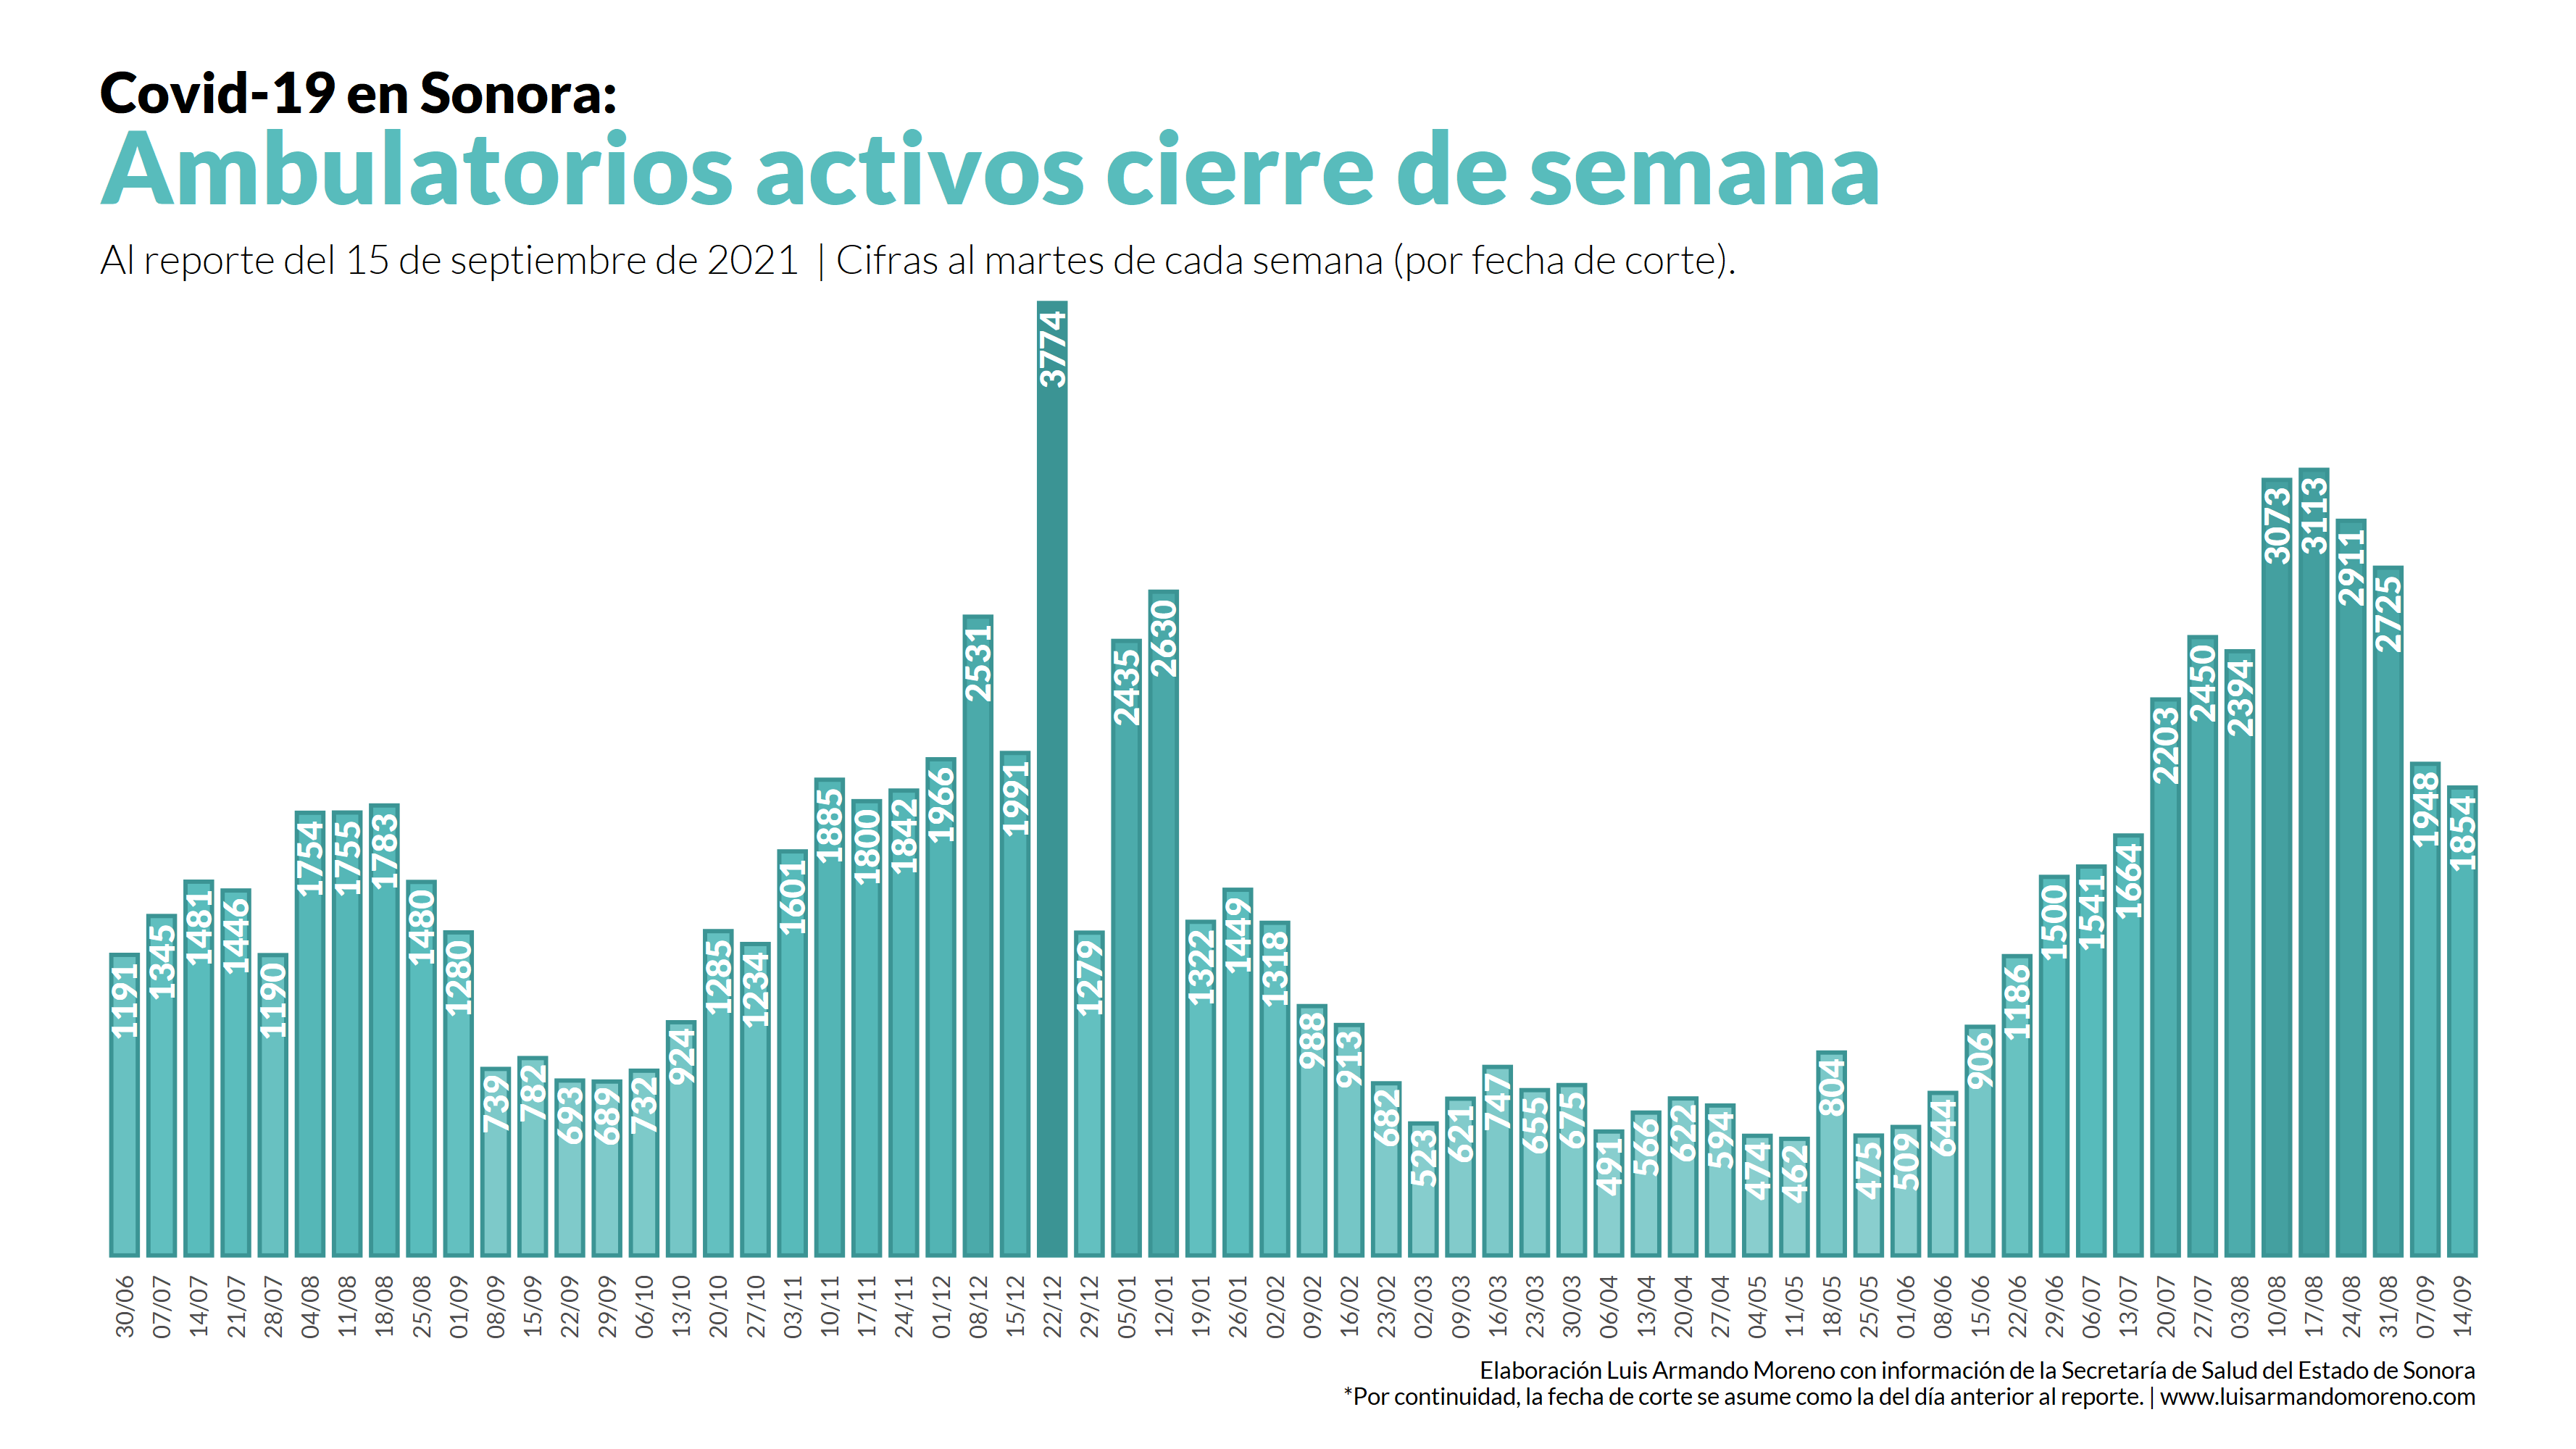 Covid-19 en Sonora:
Ambulatorios activos cierre de semana
Al reporte del 15 de septiembre de 2021 | Cifras al martes de cada semana (por fecha de corte).
1191 1345 1481 1446 1190 1754 1755 1783 1480 1280 739 782 693 689 732 924 1285 1234 1601 1885 1800 1842 1966 2531 1991 3774 1279 2435 2630 1322 1449 1318 988 913 682 523 621 747 655 675 491 566 622 594 474 462 804 475 509 644 906 1186 1500 1541 1664 2203 2450 2394 3073 3113 2911 2725 1948 1854
30/06 07/07 14/07 21/07 28/07 04/08 11/08 18/08 25/08 01/09 08/09 15/09 22/09 29/09 06/10 13/10 20/10 27/10 03/11 10/11 17/11 24/11 01/12 08/12 15/12 22/12 29/12 05/01 12/01 19/01 26/01 02/02 09/02 16/02 23/02 02/03 09/03 16/03 23/03 30/03 06/04 13/04 20/04 27/04 04/05 11/05 18/05 25/05 01/06 08/06 15/06 22/06 29/06 06/07 13/07 20/07 27/07 03/08 10/08 17/08 24/08 31/08 07/09 14/09
Elaboración Luis Armando Moreno con información de la Secretaría de Salud del Estado de Sonora
*Por continuidad, la fecha de corte se asume como la del día anterior al reporte. | www.luisarmandomoreno.com